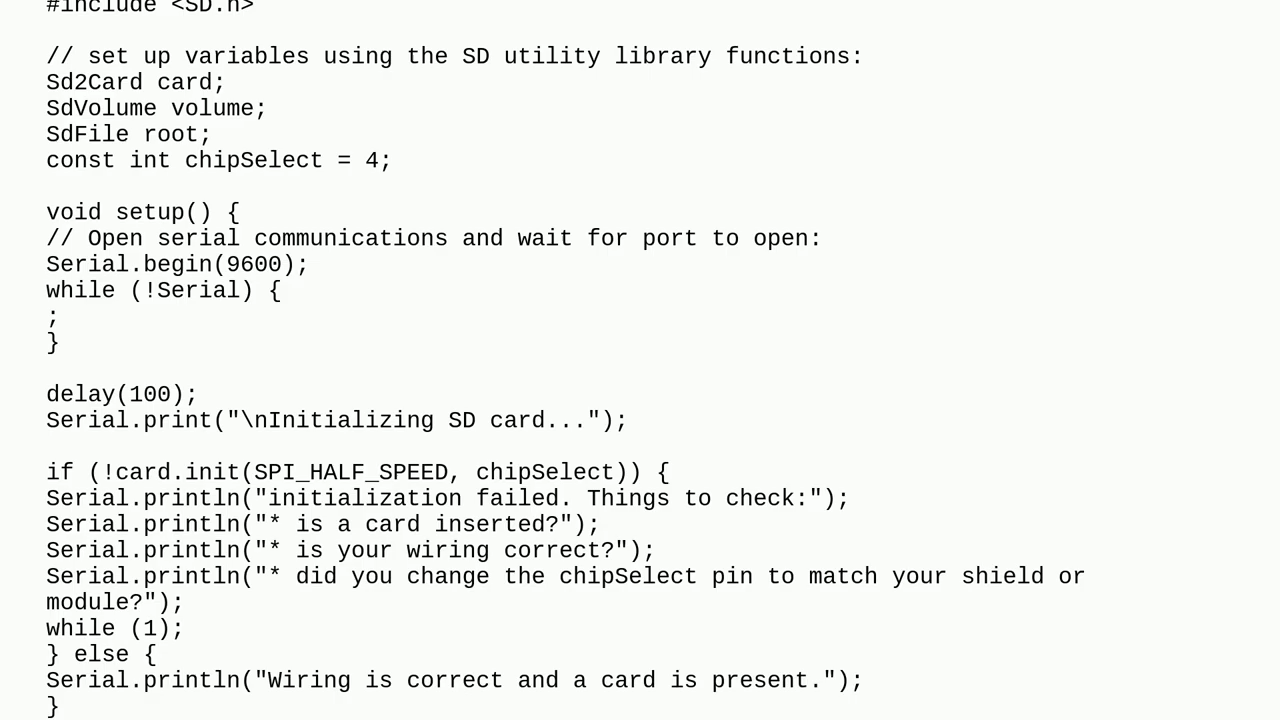 #include <SD.h>
// set up variables using the SD utility library functions:
Sd2Card card;
SdVolume volume;
SdFile root;
const int chipSelect = 4;
void setup() {
// Open serial communications and wait for port to open:
Serial.begin(9600);
while (!Serial) {
;
}
delay(100);
Serial.print("\nInitializing SD card...");
if (!card.init(SPI_HALF_SPEED, chipSelect)) {
Serial.println("initialization failed. Things to check:");
Serial.println("* is a card inserted?");
Serial.println("* is your wiring correct?");
Serial.println("* did you change the chipSelect pin to match your shield or
module?");
while (1);
} else {
Serial.println("Wiring is correct and a card is present.");
}